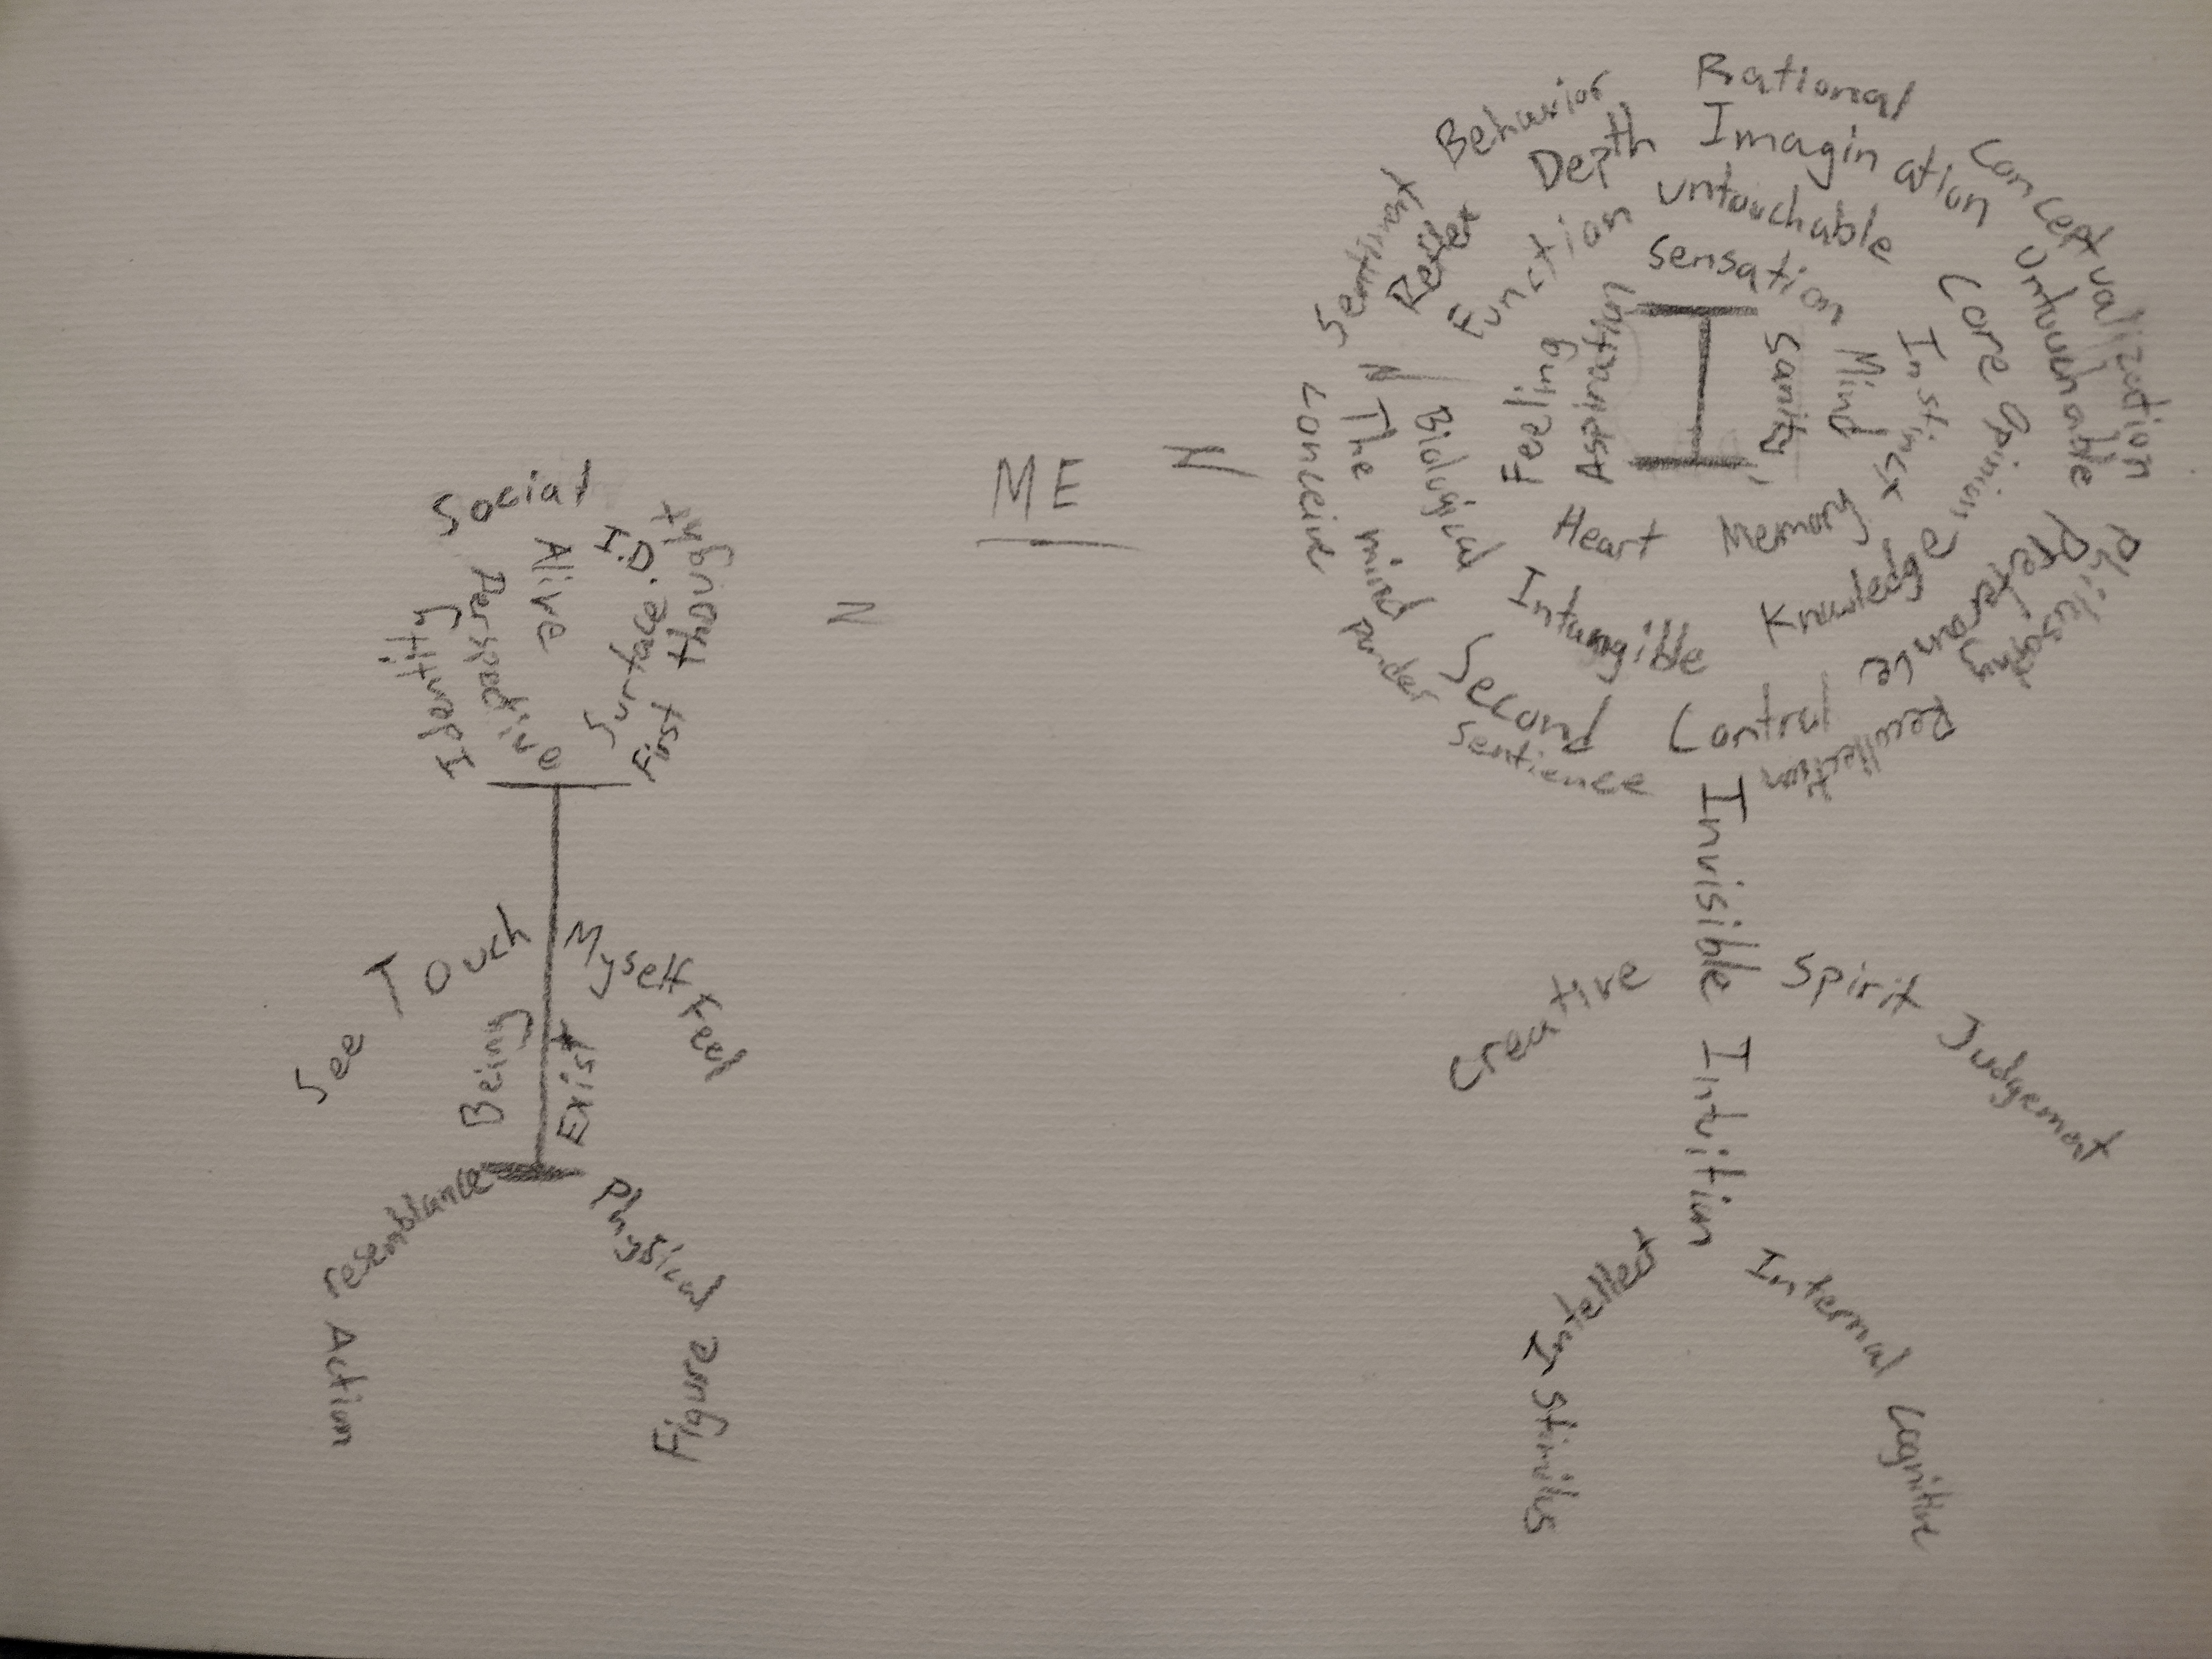 Social
Identity
Perspective
Alive
I.D.
Surface
thought
First
I
See Touch
Myself Feel
Being
Exist
resemblance
Action
Physical
Figure
ME
Rational
Behavior
Depth
Imagination
Conceptualization
Sentiment
Reflex
Function
untouchable
Sensation
Core
Untouchable
Feeling
Aspiration
I
Sanity
Mind
Instinct
Opinion
Conceive
The mind
Biological
Heart
Memory
Knowledge
Preferance
Philosophy
ponder
Second
Intangible
Control
Recollection
Sentience
Invisible
Intuition
Creative
Spirit
Judgement
Intellect
Stimilus
Internal
Cognitive